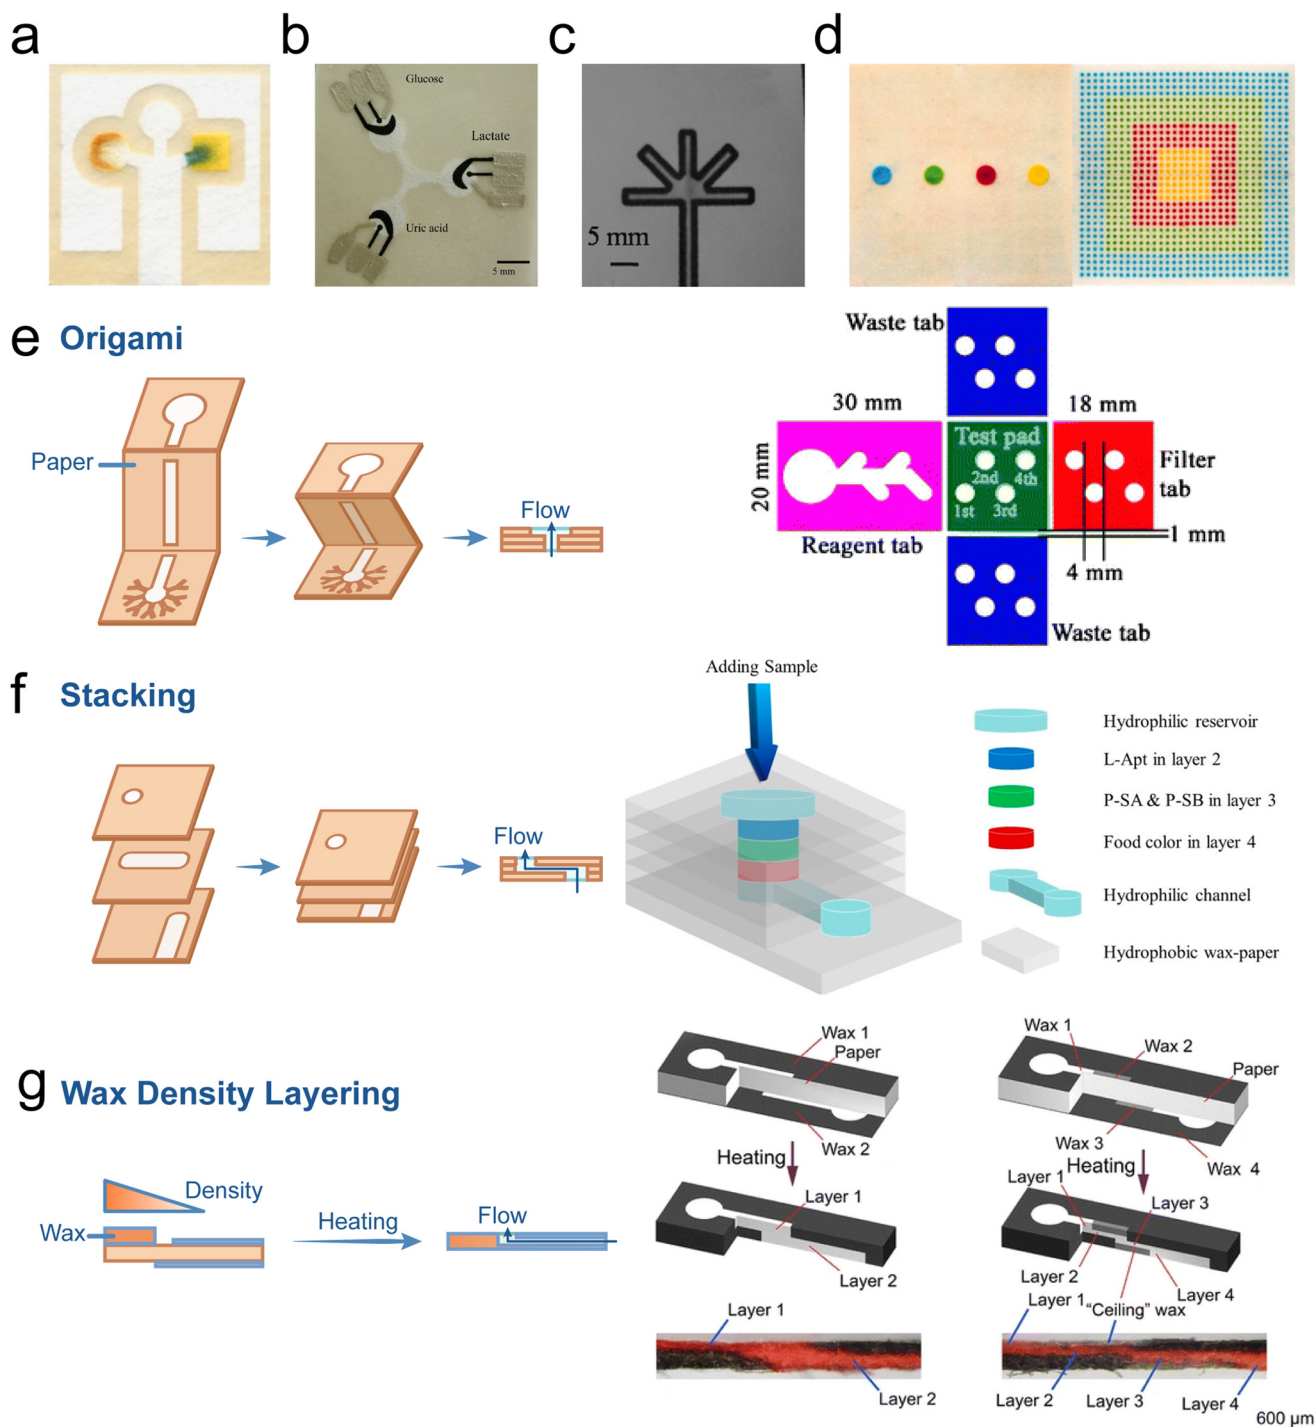 a
b
c
d
Glucose
Lactate
Uric acid
5 mm
5 mm
e Origami
Paper
Flow
Waste tab
30 mm
18 mm
20 mm
Test pad
2nd 4th
1st 3rd
Filter
tab
Reagent tab
1 mm
4 mm
Waste tab
f Stacking
Flow
Adding Sample
Hydrophilic reservoir
L-Apt in layer 2
P-SA & P-SB in layer 3
Food color in layer 4
Hydrophilic channel
Hydrophobic wax-paper
g Wax Density Layering
Density
Wax
Heating
Flow
Wax 1
Paper
Wax 2
Heating
Layer 1
Layer 2
Layer 1
Layer 2
Wax 1
Wax 2
Paper
Wax 3
Wax 4
Heating
Layer 1
Layer 3
Layer 2
Layer 4
Layer 1
"Ceiling" wax
Layer 2
Layer 3
Layer 4
600 µm